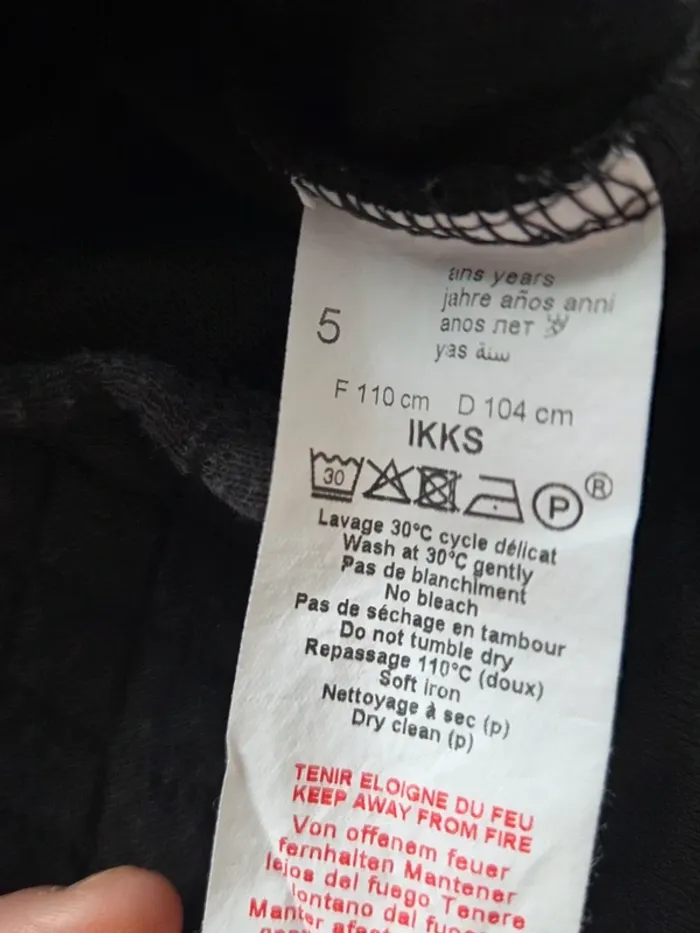 5
ans years
jahre años anni
anos лет 岁
yaş سنة
F 110 cm D 104 cm
IKKS
30 P ®
Lavage 30°C cycle délicat
Wash at 30°C gently
Pas de blanchiment
No bleach
Pas de séchage en tambour
Do not tumble dry
Repassage 110°C (doux)
Soft iron
Nettoyage à sec (p)
Dry clean (p)
TENIR ELOIGNE DU FEU
KEEP AWAY FROM FIRE
Von offenem feuer
fernhalten Mantener
lejos del fuego Tenere
lontano dal